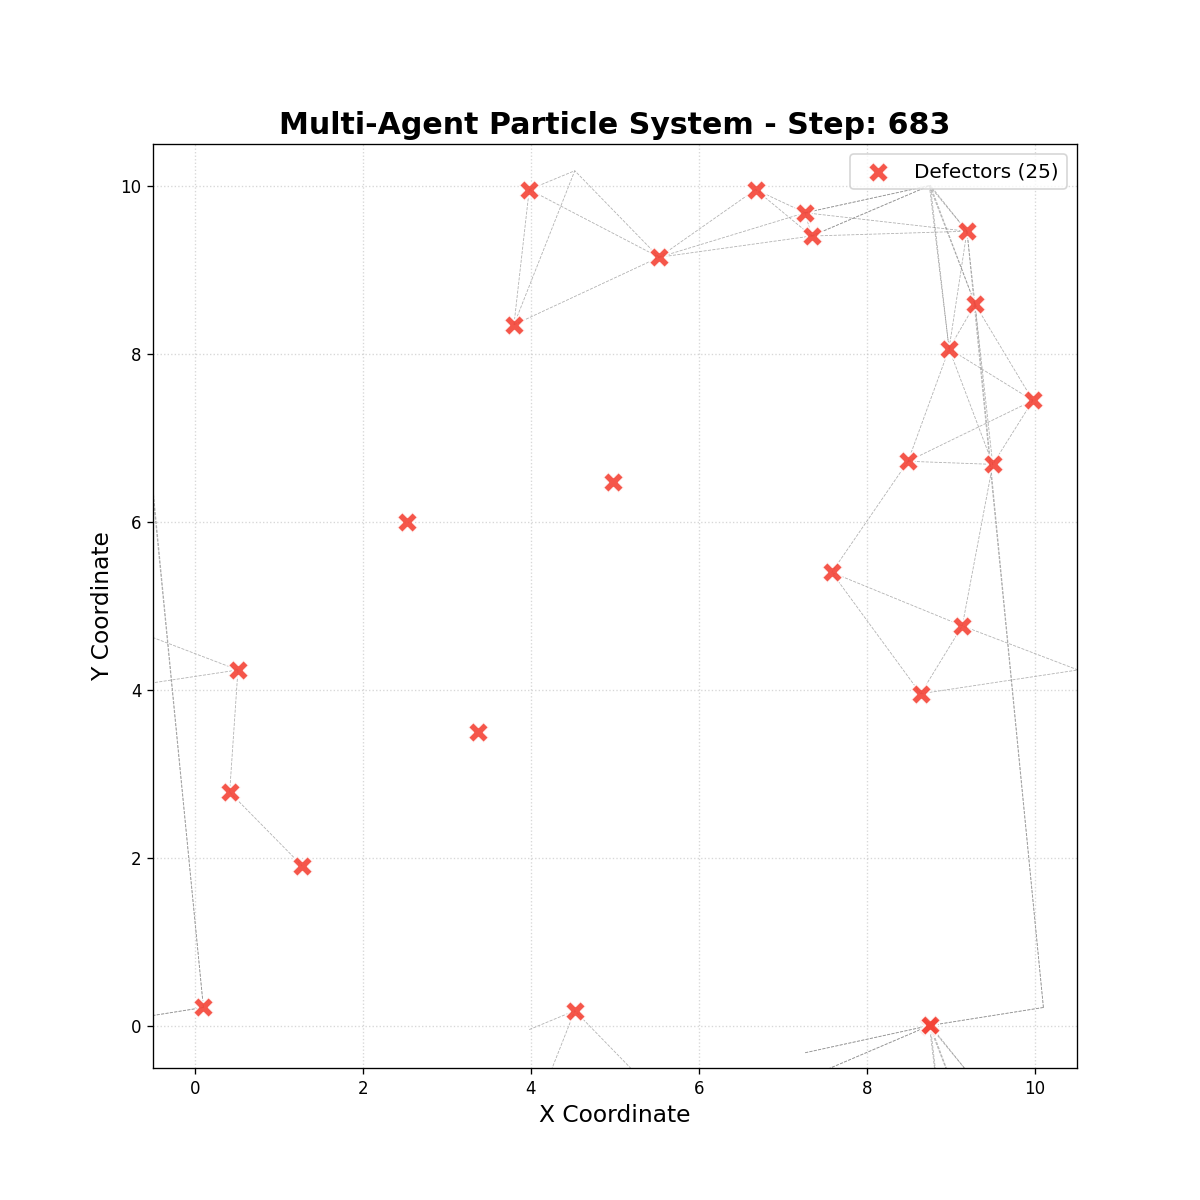 Multi-Agent Particle System - Step: 683
Defectors (25)
10
8
6
4
2
0
Y Coordinate
0 2 4 6 8 10
X Coordinate